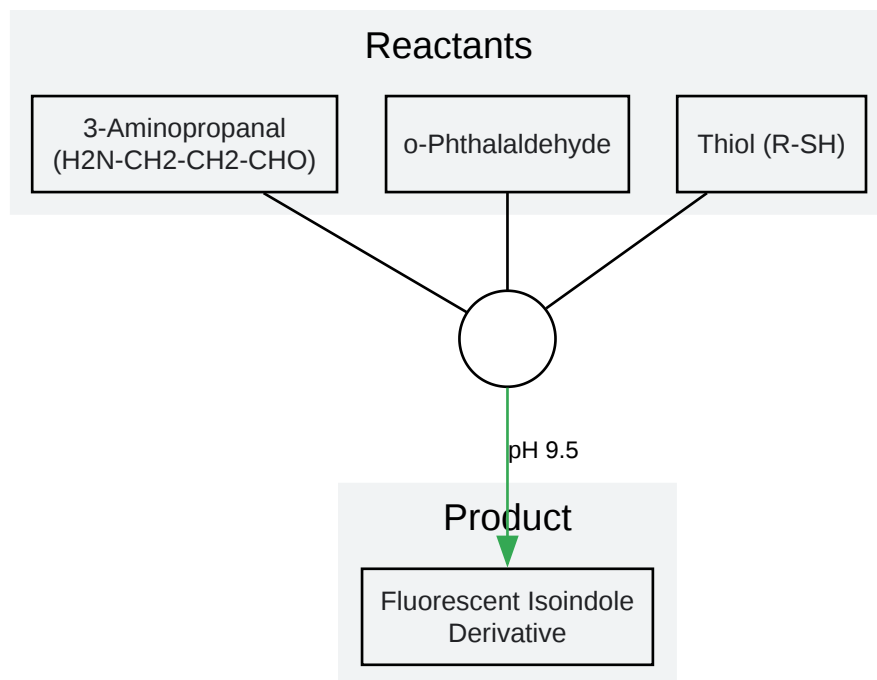 Reactants
3-Aminopropanal
(H2N-CH2-CH2-CHO)
o-Phthalaldehyde
Thiol (R-SH)
pH 9.5
Product
Fluorescent Isoindole
Derivative